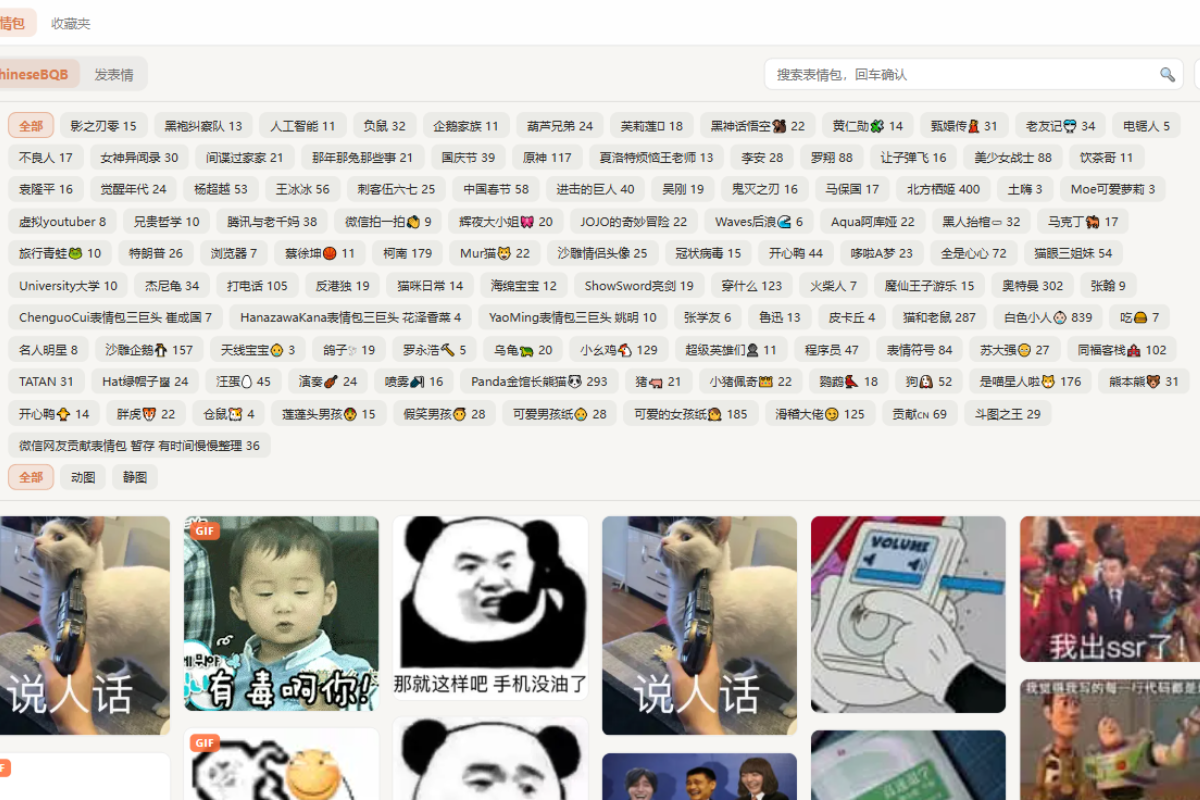 情包 收藏夹
hineseBQB 发表情 搜索表情包，回车确认
全部 影之刃零 15 黑袍纠察队 13 人工智能 11 负鼠 32 企鹅家族 11 葫芦兄弟 24 芙莉莲 18 黑神话悟空 22 黄仁勋 14 甄嬛传 31 老友记 34 电锯人 5
不良人 17 女神异闻录 30 间谍过家家 21 那年那兔那些事 21 国庆节 39 原神 117 夏洛特烦恼王老师 13 李安 28 罗翔 88 让子弹飞 16 美少女战士 88 饮茶哥 11
袁隆平 16 觉醒年代 24 杨超越 53 王冰冰 56 刺客伍六七 25 中国春节 58 进击的巨人 40 吴刚 19 鬼灭之刃 16 马保国 17 北方栖姬 400 土嗨 3 Moe可爱萝莉 3
虚拟youtuber 8 兄贵哲学 10 腾讯与老干妈 38 微信拍一拍 9 辉夜大小姐 20 JOJO的奇妙冒险 22 Waves后浪 6 Aqua阿库娅 22 黑人抬棺 32 马克丁 17
旅行青蛙 10 特朗普 26 浏览器 7 蔡徐坤 11 柯南 179 Mur猫 22 沙雕情侣头像 25 冠状病毒 15 开心鸭 44 哆啦A梦 23 全是心心 72 猫眼三姐妹 54
University大学 10 杰尼龟 34 打电话 105 反港独 19 猫咪日常 14 海绵宝宝 12 ShowSword亮剑 19 穿什么 123 火柴人 7 魔仙王子游乐 15 奥特曼 302 张翰 9
ChenguoCui表情包三巨头 崔成国 7 HanazawaKana表情包三巨头 花泽香菜 4 YaoMing表情包三巨头 姚明 10 张学友 6 鲁迅 13 皮卡丘 4 猫和老鼠 287 白色小人 839 吃 7
名人明星 8 沙雕企鹅 157 天线宝宝 3 鸽子 19 罗永浩 5 乌龟 20 小幺鸡 129 超级英雄们 11 程序员 47 表情符号 84 苏大强 27 同福客栈 102
TATAN 31 Hat绿帽子 24 汪蛋 45 演奏 24 喷雾 16 Panda金馆长熊猫 293 猪 21 小猪佩奇 22 鹦鹉 18 狗 52 是喵星人啦 176 熊本熊 31
开心鸭 14 胖虎 22 仓鼠 4 莲莲头男孩 15 假笑男孩 28 可爱男孩纸 28 可爱的女孩纸 185 滑稽大佬 125 贡献CN 69 斗图之王 29
微信网友贡献表情包 暂存 有时间慢慢整理 36
全部 动图 静图
GIF
VOLUME
我出ssr了！
说人话
有毒啊你!
那就这样吧 手机没油了
说人话
我觉得我写的每一行代码都是
GIF